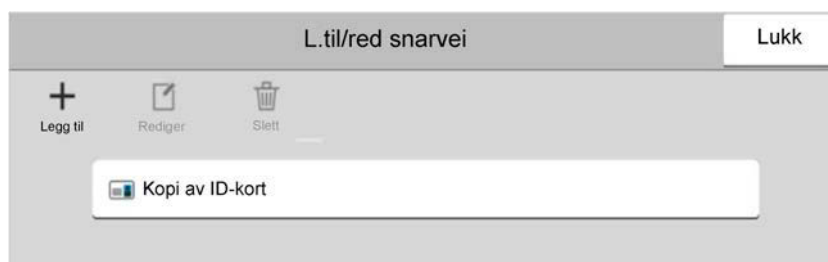 L.til/red snarvei
Lukk
Legg til
Rediger
Slett
Kopi av ID-kort